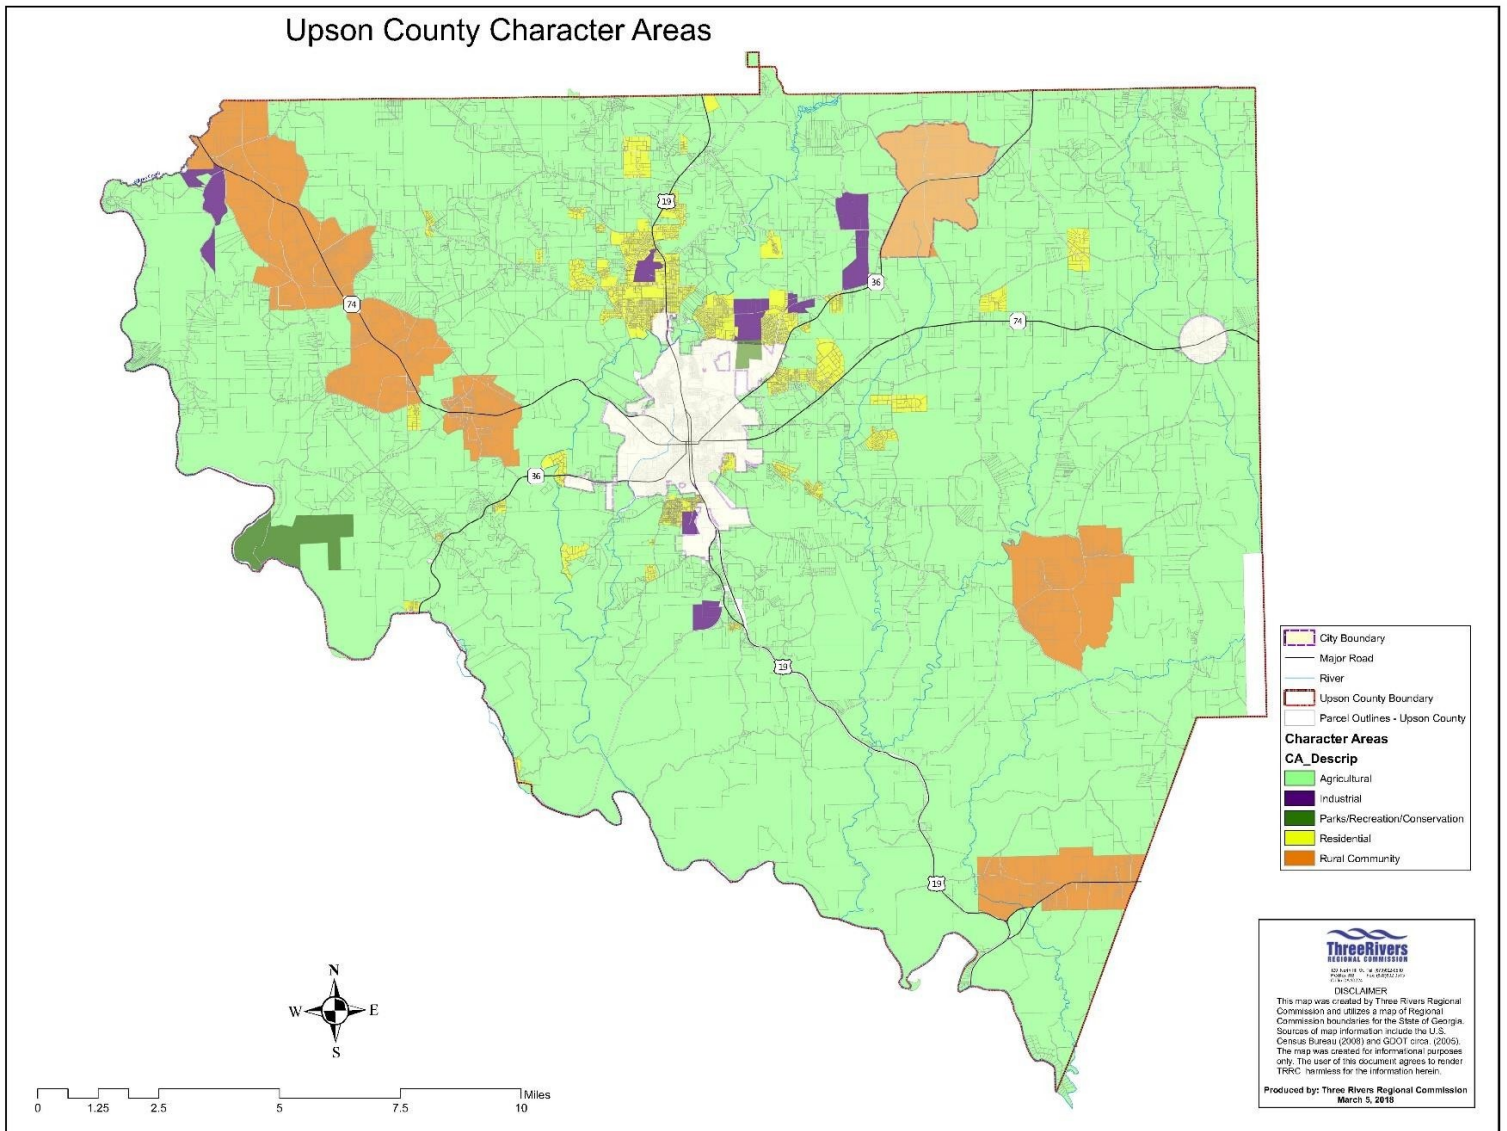 Upson County Character Areas
19
36
74
74
36
19
19
City Boundary
Major Road
River
Upson County Boundary
Parcel Outlines - Upson County
Character Areas
CA_Descrip
Agricultural
Industrial
Parks/Recreation/Conservation
Residential
Rural Community
ThreeRivers
REGIONAL COMMISSION
DISCLAIMER
This map was created by Three Rivers Regional
Commission and utilizes a map of Regional
Commission boundaries for the State of Georgia.
Sources of map information include the U.S.
Census Bureau (2008) and GDOT circa. (2005).
The map was created for informational purposes
only. The user of this document agrees to render
TRRC harmless for the information herein.
Produced by: Three Rivers Regional Commission
March 5, 2018
N
W E
S
Miles
0 1.25 2.5 5 7.5 10